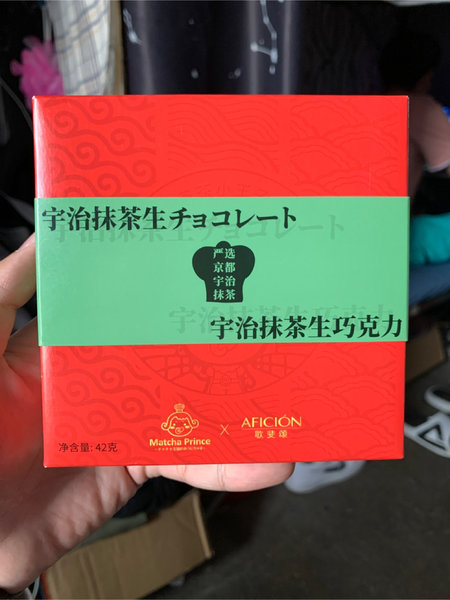 宇治抹茶生チョコレート
严选
京都
宇治
抹茶
宇治抹茶生巧克力
Matcha Prince
X
AFICIÓN
歌斐颂
净含量: 42克